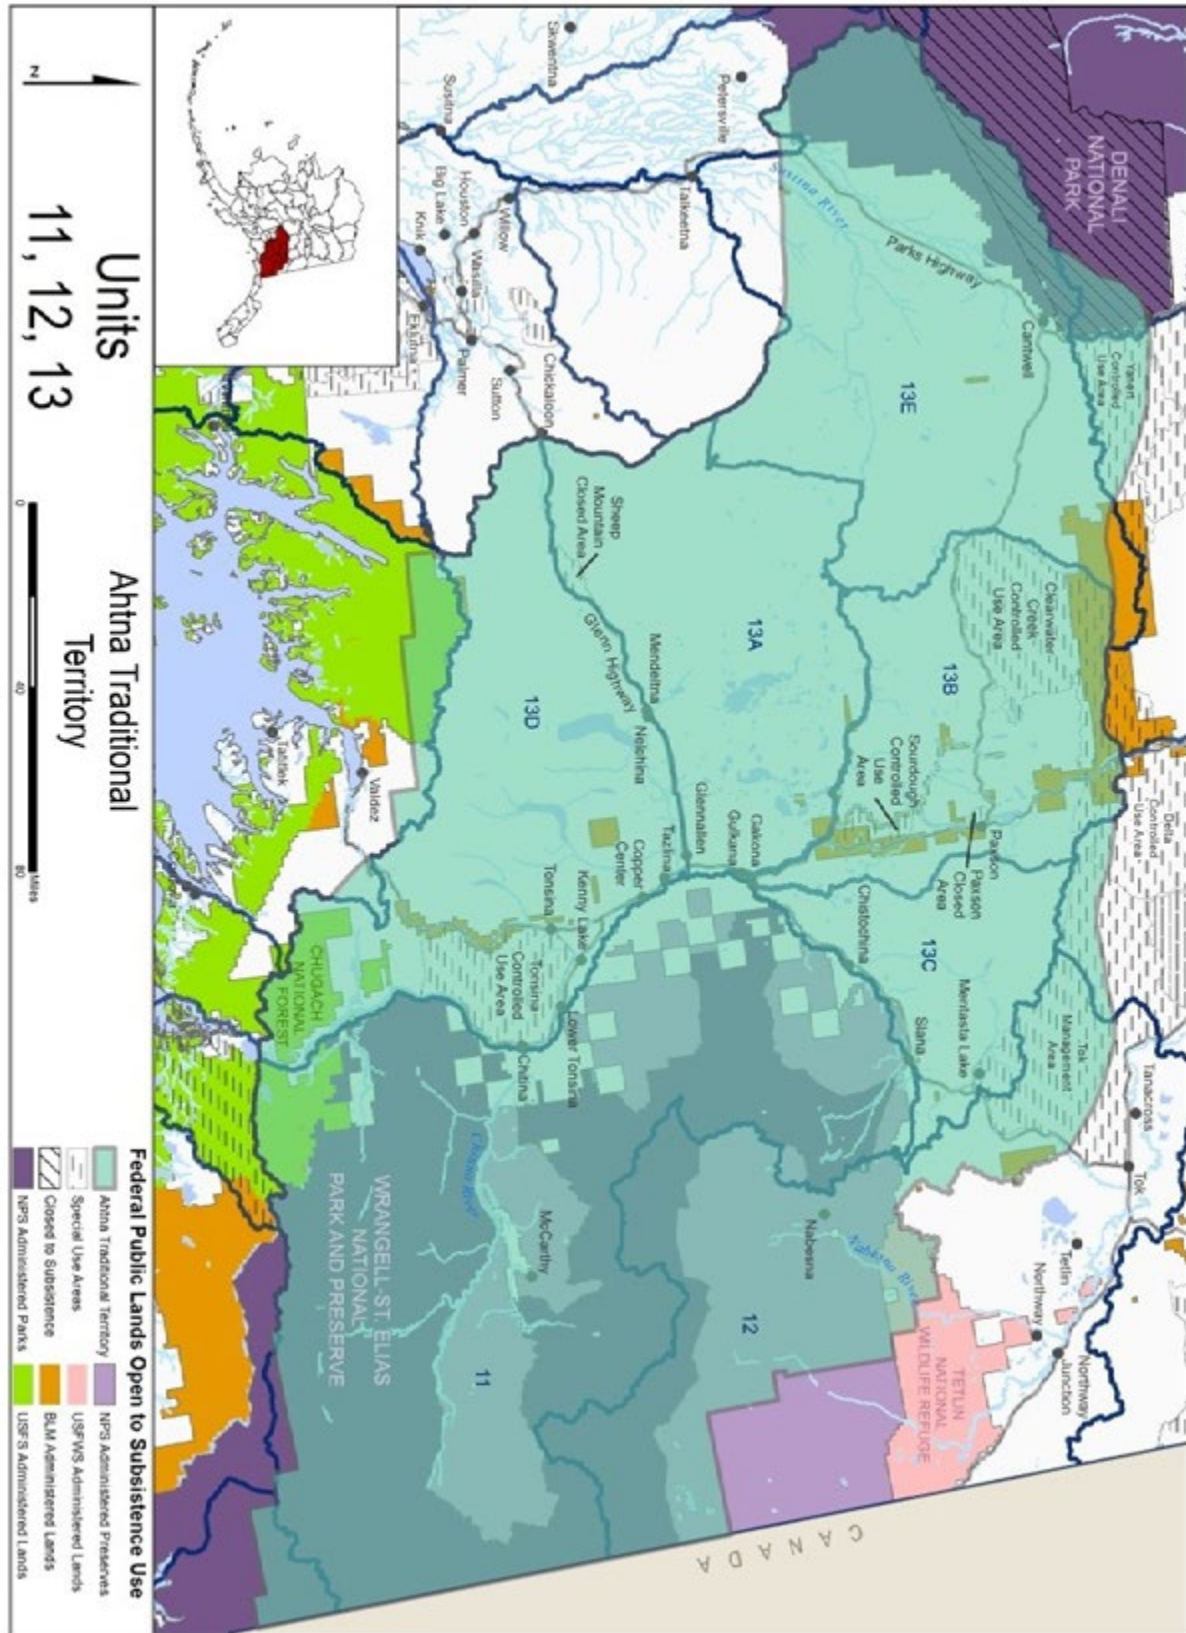 DENALI
NATIONAL
PARK
Skwentna
Petersville
Susitna
Talkeetna
Susitna River
Parks Highway
Cantwell
Yanert
Controlled
Use Area
Willow
Houston
Big Lake
Wasilla
Knik
Eklutna
Palmer
Sutton
Chickaloon
13E
Sheep
Mountain
Closed Area
Glenn Highway
13A
13D
Mendeltna
Nelchina
Clearwater
Creek
Controlled
Use Area
13B
Sourdough
Controlled
Use
Area
Paxson
Paxson
Closed
Area
Delta
Controlled
Use Area
Glennallen
Gulkana
Gakona
Tazlina
Copper
Center
Kenny Lake
Tonsina
Tonsina
Controlled
Use Area
Lower Tonsina
Chitina
Chistochina
13C
Slana
Mentasta Lake
Tok
Management
Area
Tanacross
Tok
Tetlin
Northway
Northway
Junction
TETLIN
NATIONAL
WILDLIFE REFUGE
Nabesna
Nabesna River
12
McCarthy
11
WRANGELL-ST. ELIAS
NATIONAL
PARK AND PRESERVE
CHUGACH
NATIONAL
FOREST
Valdez
Tatitlek
CANADA
N
Units
11, 12, 13
Ahtna Traditional
Territory
0
40
80
Miles
Federal Public Lands Open to Subsistence Use
Ahtna Traditional Territory
Special Use Areas
Closed to Subsistence
NPS Administered Parks
NPS Administered Preserves
USFWS Administered Lands
BLM Administered Lands
USFS Administered Lands